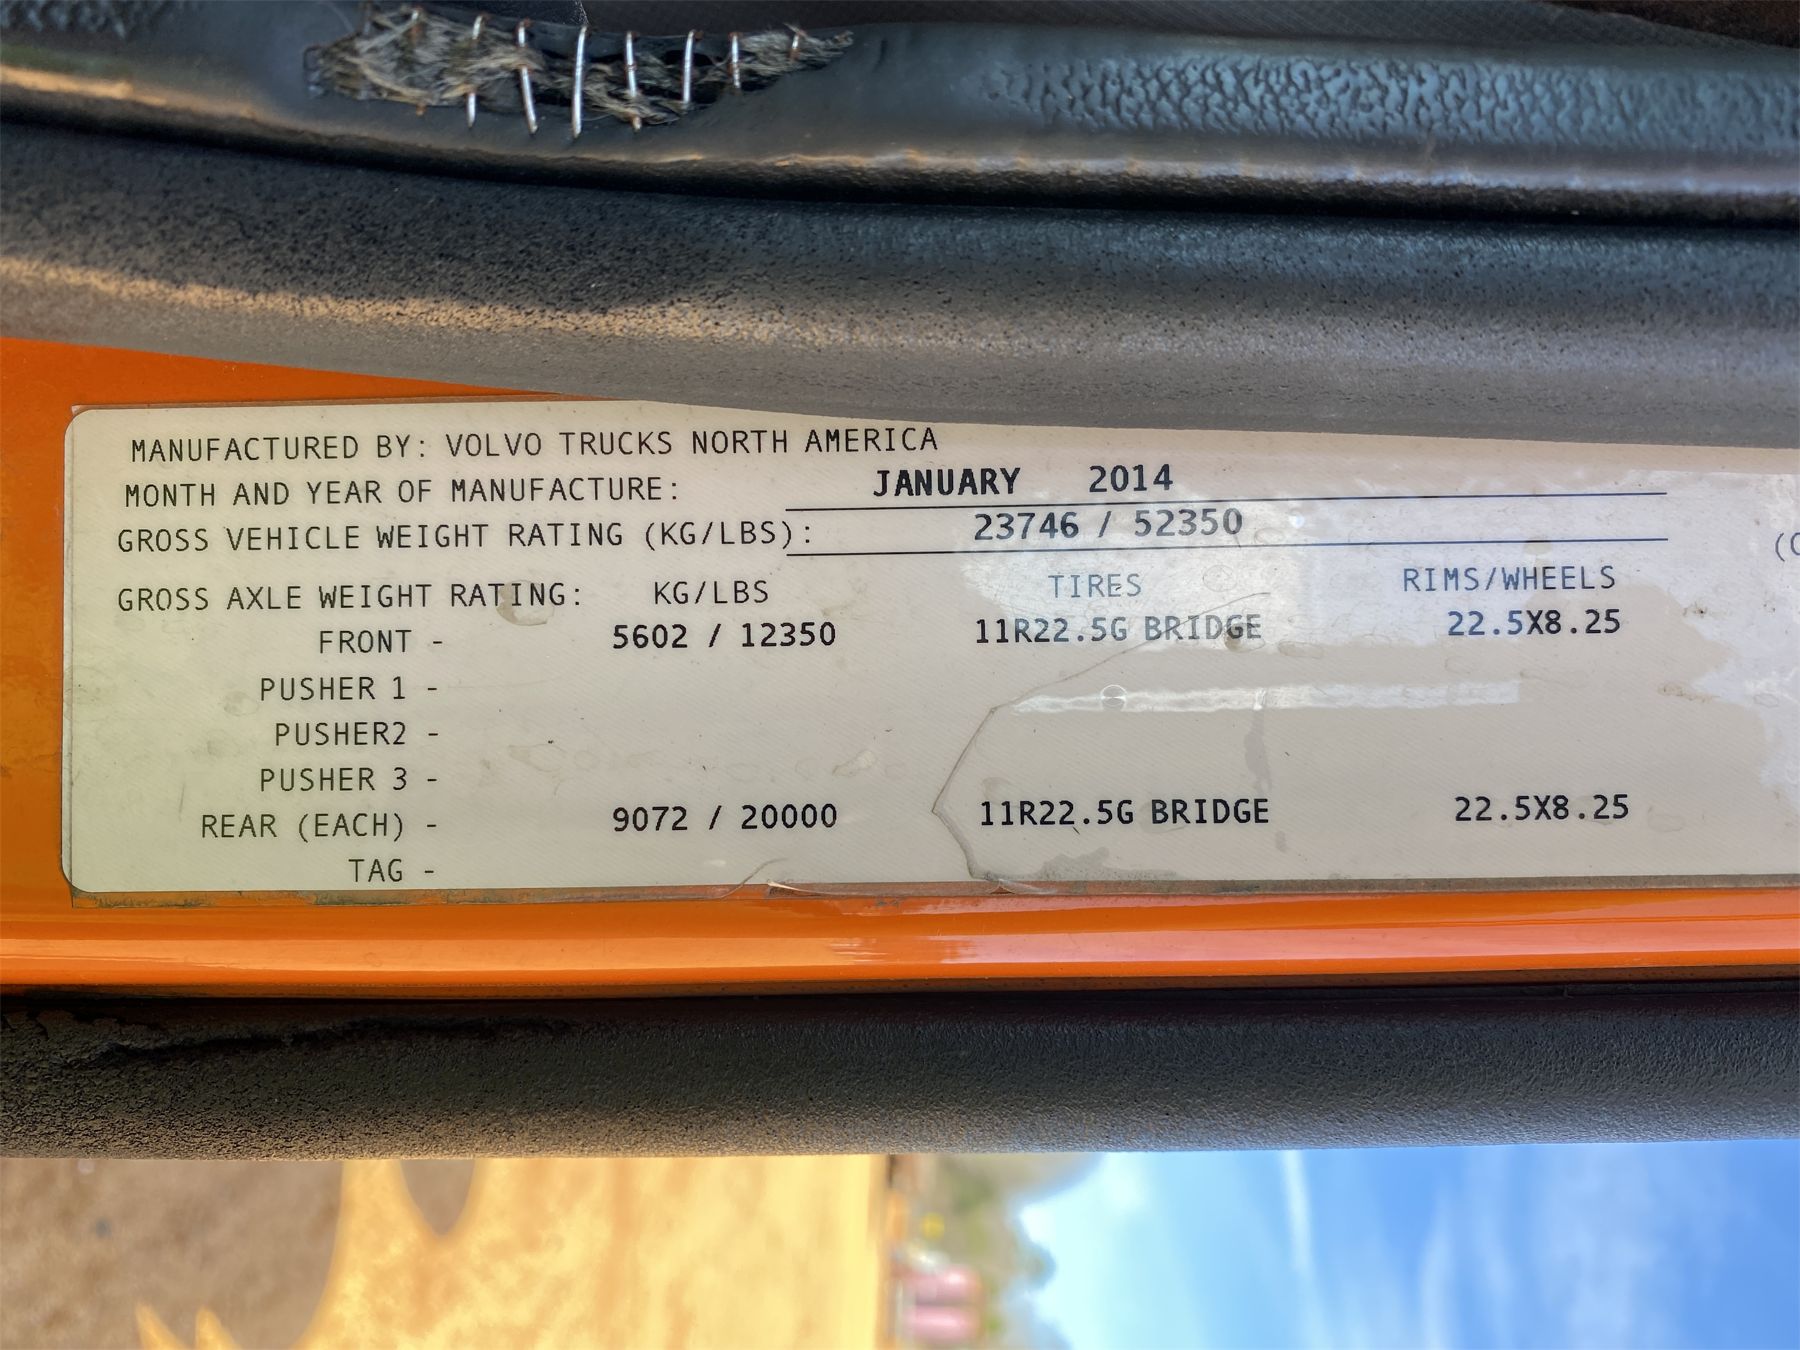 MANUFACTURED BY: VOLVO TRUCKS NORTH AMERICA
MONTH AND YEAR OF MANUFACTURE: JANUARY 2014
GROSS VEHICLE WEIGHT RATING (KG/LBS): 23746 / 52350
GROSS AXLE WEIGHT RATING: KG/LBS TIRES RIMS/WHEELS
FRONT - 5602 / 12350 11R22.5G BRIDGE 22.5X8.25
PUSHER 1 -
PUSHER2 -
PUSHER 3 -
REAR (EACH) - 9072 / 20000 11R22.5G BRIDGE 22.5X8.25
TAG -